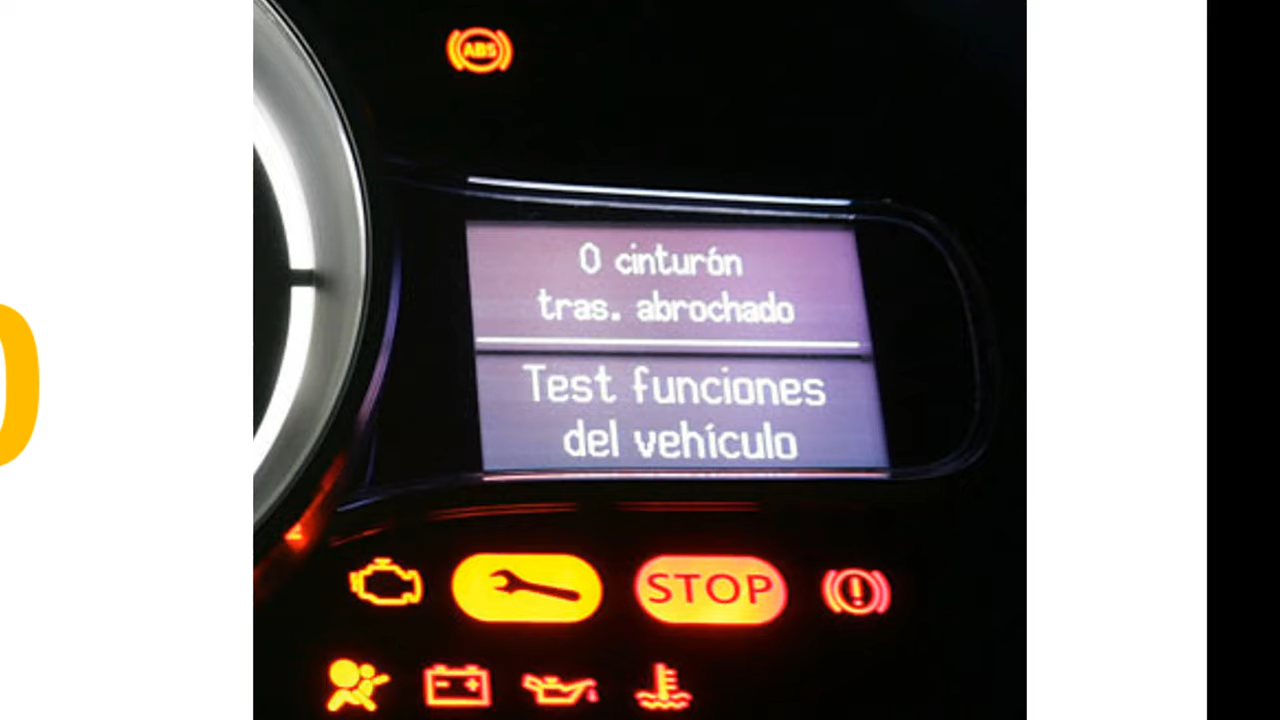 ABS
0 cinturón
tras. abrochado
Test funciones
del vehículo
STOP